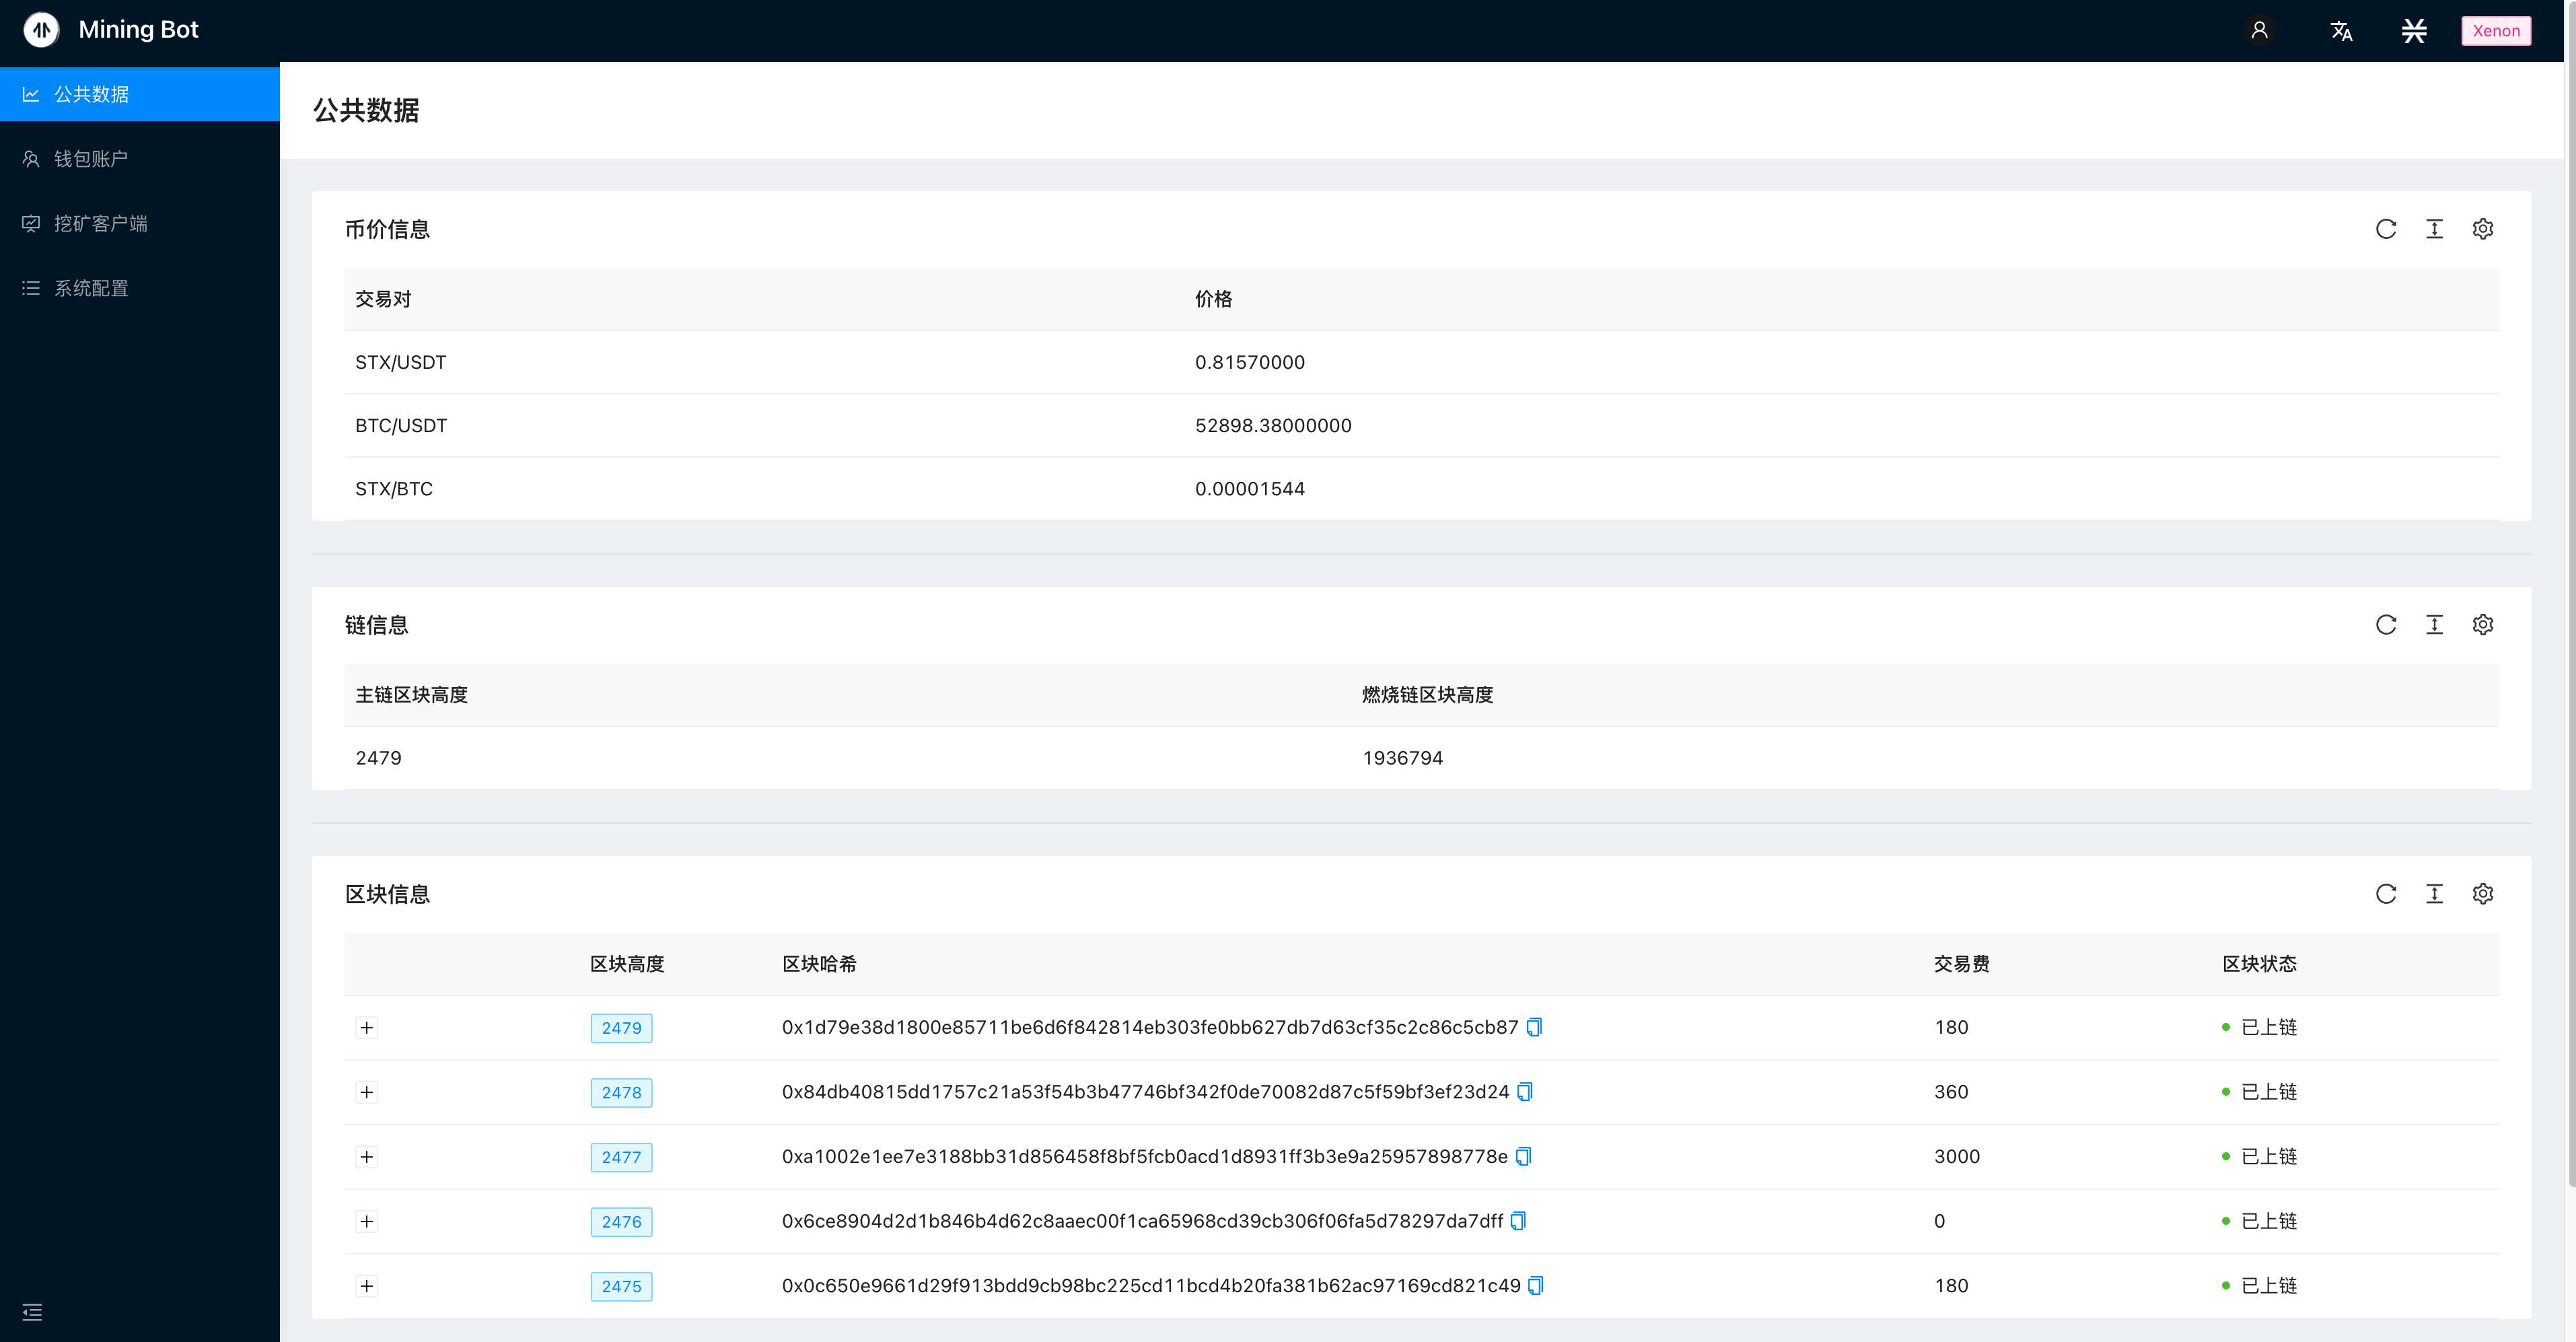 Mining Bot
Xenon
公共数据
钱包账户
挖矿客户端
系统配置
公共数据
币价信息
交易对 价格
STX/USDT 0.81570000
BTC/USDT 52898.38000000
STX/BTC 0.00001544
链信息
主链区块高度 燃烧链区块高度
2479 1936794
区块信息
区块高度 区块哈希 交易费 区块状态
2479 0x1d79e38d1800e85711be6d6f842814eb303fe0bb627db7d63cf35c2c86c5cb87 180 已上链
2478 0x84db40815dd1757c21a53f54b3b47746bf342f0de70082d87c5f59bf3ef23d24 360 已上链
2477 0xa1002e1ee7e3188bb31d856458f8bf5fcb0acd1d8931ff3b3e9a25957898778e 3000 已上链
2476 0x6ce8904d2d1b846b4d62c8aaec00f1ca65968cd39cb306f06fa5d78297da7dff 0 已上链
2475 0x0c650e9661d29f913bdd9cb98bc225cd11bcd4b20fa381b62ac97169cd821c49 180 已上链